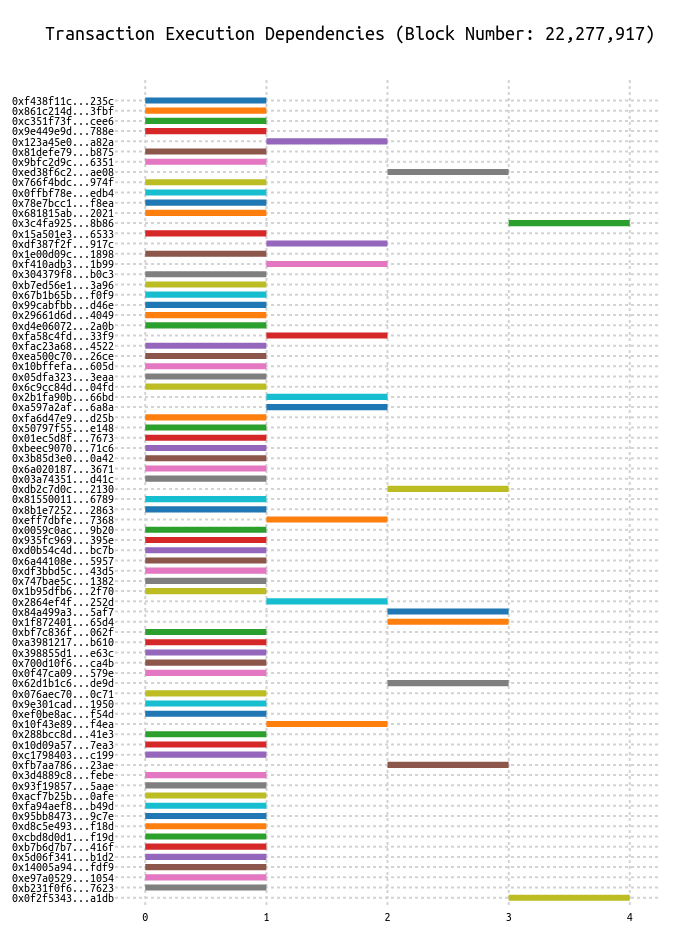 Transaction Execution Dependencies (Block Number: 22,277,917)
0xf438f11c...235c
0x861c214d...3fbf
0xc351f73f...cee6
0x9e449e9d...788e
0x123a45e0...a82a
0x81defe79...b875
0x9bfc2d9c...6351
0xed38f6c2...ae08
0x766f4bdc...974f
0x0ffbf78e...edb4
0x78e7bcc1...f8ea
0x681815ab...2021
0x3c4fa925...8b86
0x15a501e3...6533
0xdf387f2f...917c
0x1e00d09c...1898
0xf410adb3...1b99
0x304379f8...b0c3
0xb7ed56e1...3a96
0x67b1b65b...f0f9
0x99cabfbb...d46e
0x29661d6d...4049
0xd4e06072...2a0b
0xfa58c4fd...33f9
0xfac23a68...4522
0xea500c70...26ce
0x10bffefa...605d
0x05dfa323...3eaa
0x6c9cc84d...04fd
0x2b1fa90b...66bd
0xa597a2af...6a8a
0xfa6d47e9...d25b
0x50797f55...e148
0x01ec5d8f...7673
0xbeec9070...71c6
0x3b85d3e0...0a42
0x6a020187...3671
0x03a74351...d41c
0xdb2c7d0c...2130
0x81550011...6789
0x8b1e7252...2863
0xeff7dbfe...7368
0x0059c0ac...9b20
0x935fc969...395e
0xd0b54c4d...bc7b
0x6a44108e...5957
0xdf3bbd5c...43d5
0x747bae5c...1382
0x1b95dfb6...2f70
0x2864ef4f...252d
0x84a499a3...5af7
0x1f872401...65d4
0xbf7c836f...062f
0xa3981217...b610
0x398855d1...e63c
0x700d10f6...ca4b
0x0f47ca09...579e
0x62d1b1c6...de9d
0x076aec70...0c71
0x9e301cad...1950
0xef0be8ac...f54d
0x10f43e89...f4ea
0x288bcc8d...41e3
0x10d09a57...7ea3
0xc1798403...c199
0xfb7aa786...23ae
0x3d4889c8...febe
0x93f19857...5aae
0xacf7b25b...0afe
0xfa94aef8...b49d
0x95bb8473...9c7e
0xd8c5e493...f18d
0xcbd8d0d1...f19d
0xb7b6d7b7...416f
0x5d06f341...b1d2
0x14005a94...fdf9
0xe97a0529...1054
0xb231f0f6...7623
0x0f2f5343...a1db
0 1 2 3 4